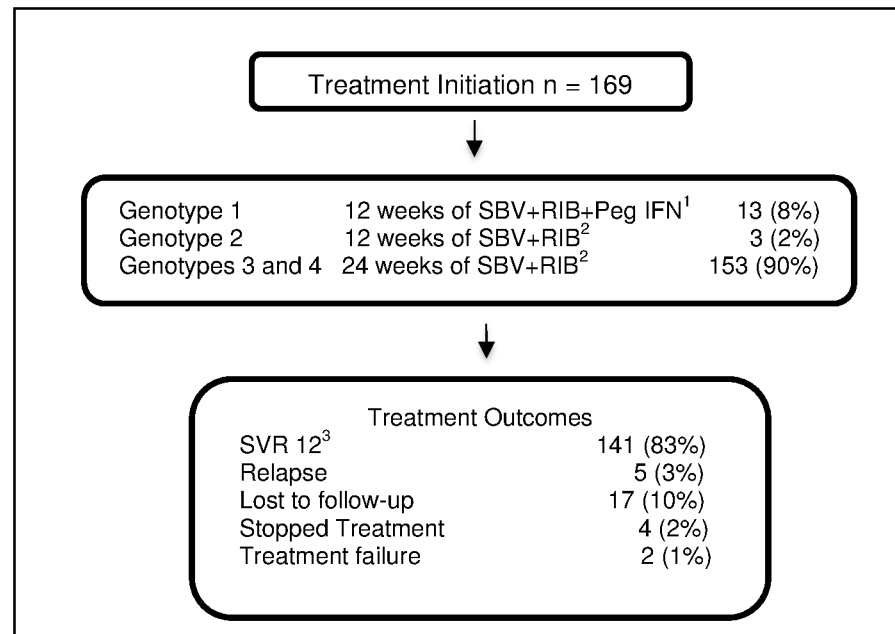 Treatment Initiation n = 169
Genotype 1 12 weeks of SBV+RIB+Peg IFN¹ 13 (8%)
Genotype 2 12 weeks of SBV+RIB² 3 (2%)
Genotypes 3 and 4 24 weeks of SBV+RIB² 153 (90%)
Treatment Outcomes
SVR 12³ 141 (83%)
Relapse 5 (3%)
Lost to follow-up 17 (10%)
Stopped Treatment 4 (2%)
Treatment failure 2 (1%)